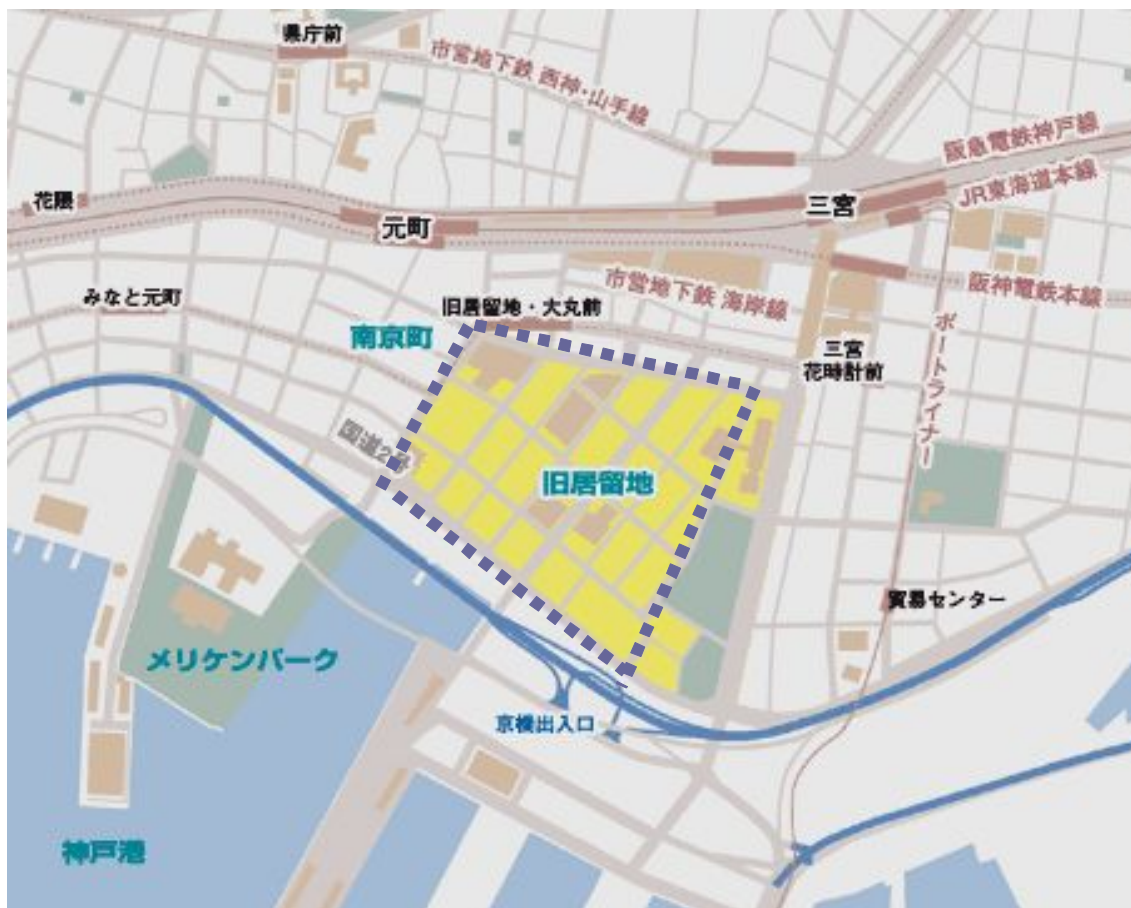 県庁前
市営地下鉄 西神・山手線
阪急電鉄神戸線
JR東海道本線
花隈
元町
三宮
市営地下鉄 海岸線
阪神電鉄本線
みなと元町
旧居留地・大丸前
南京町
三宮
花時計前
ポートライナー
国道2号
旧居留地
貿易センター
メリケンパーク
京橋出入口
神戸港